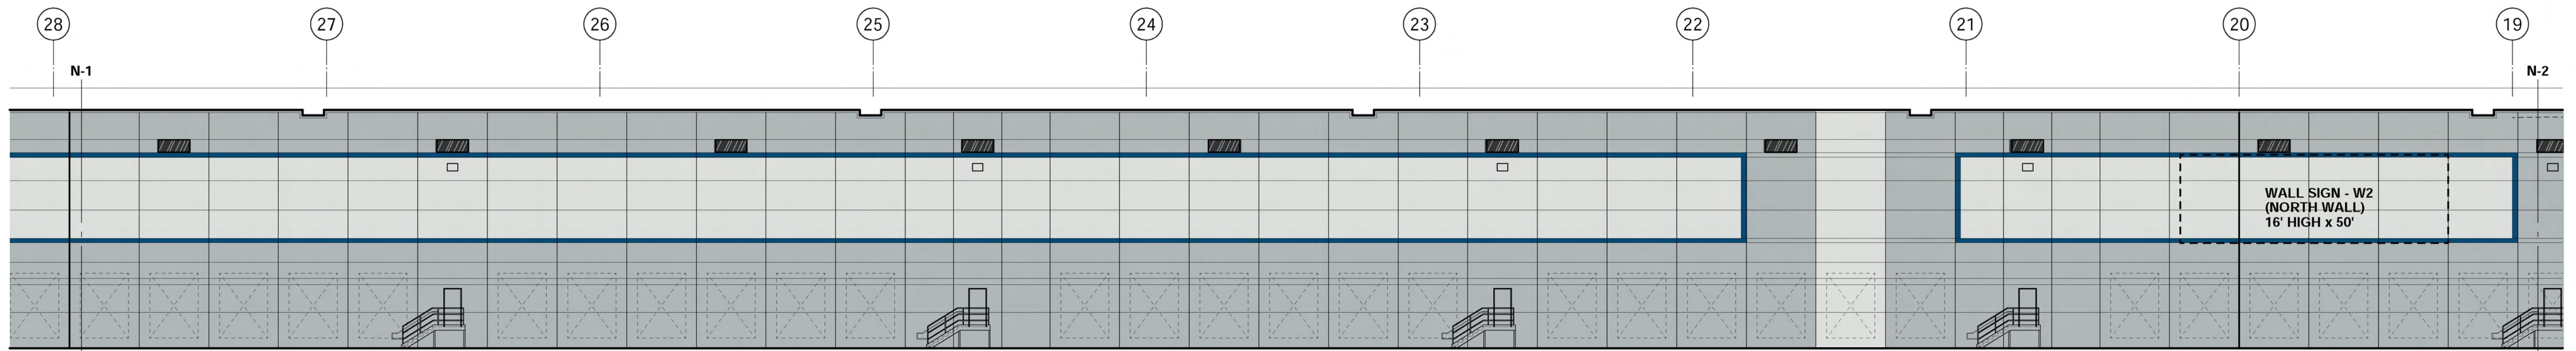 28 27 26 25 24 23 22 21 20 19
N-1 N-2
WALL SIGN - W2
(NORTH WALL)
16' HIGH x 50'